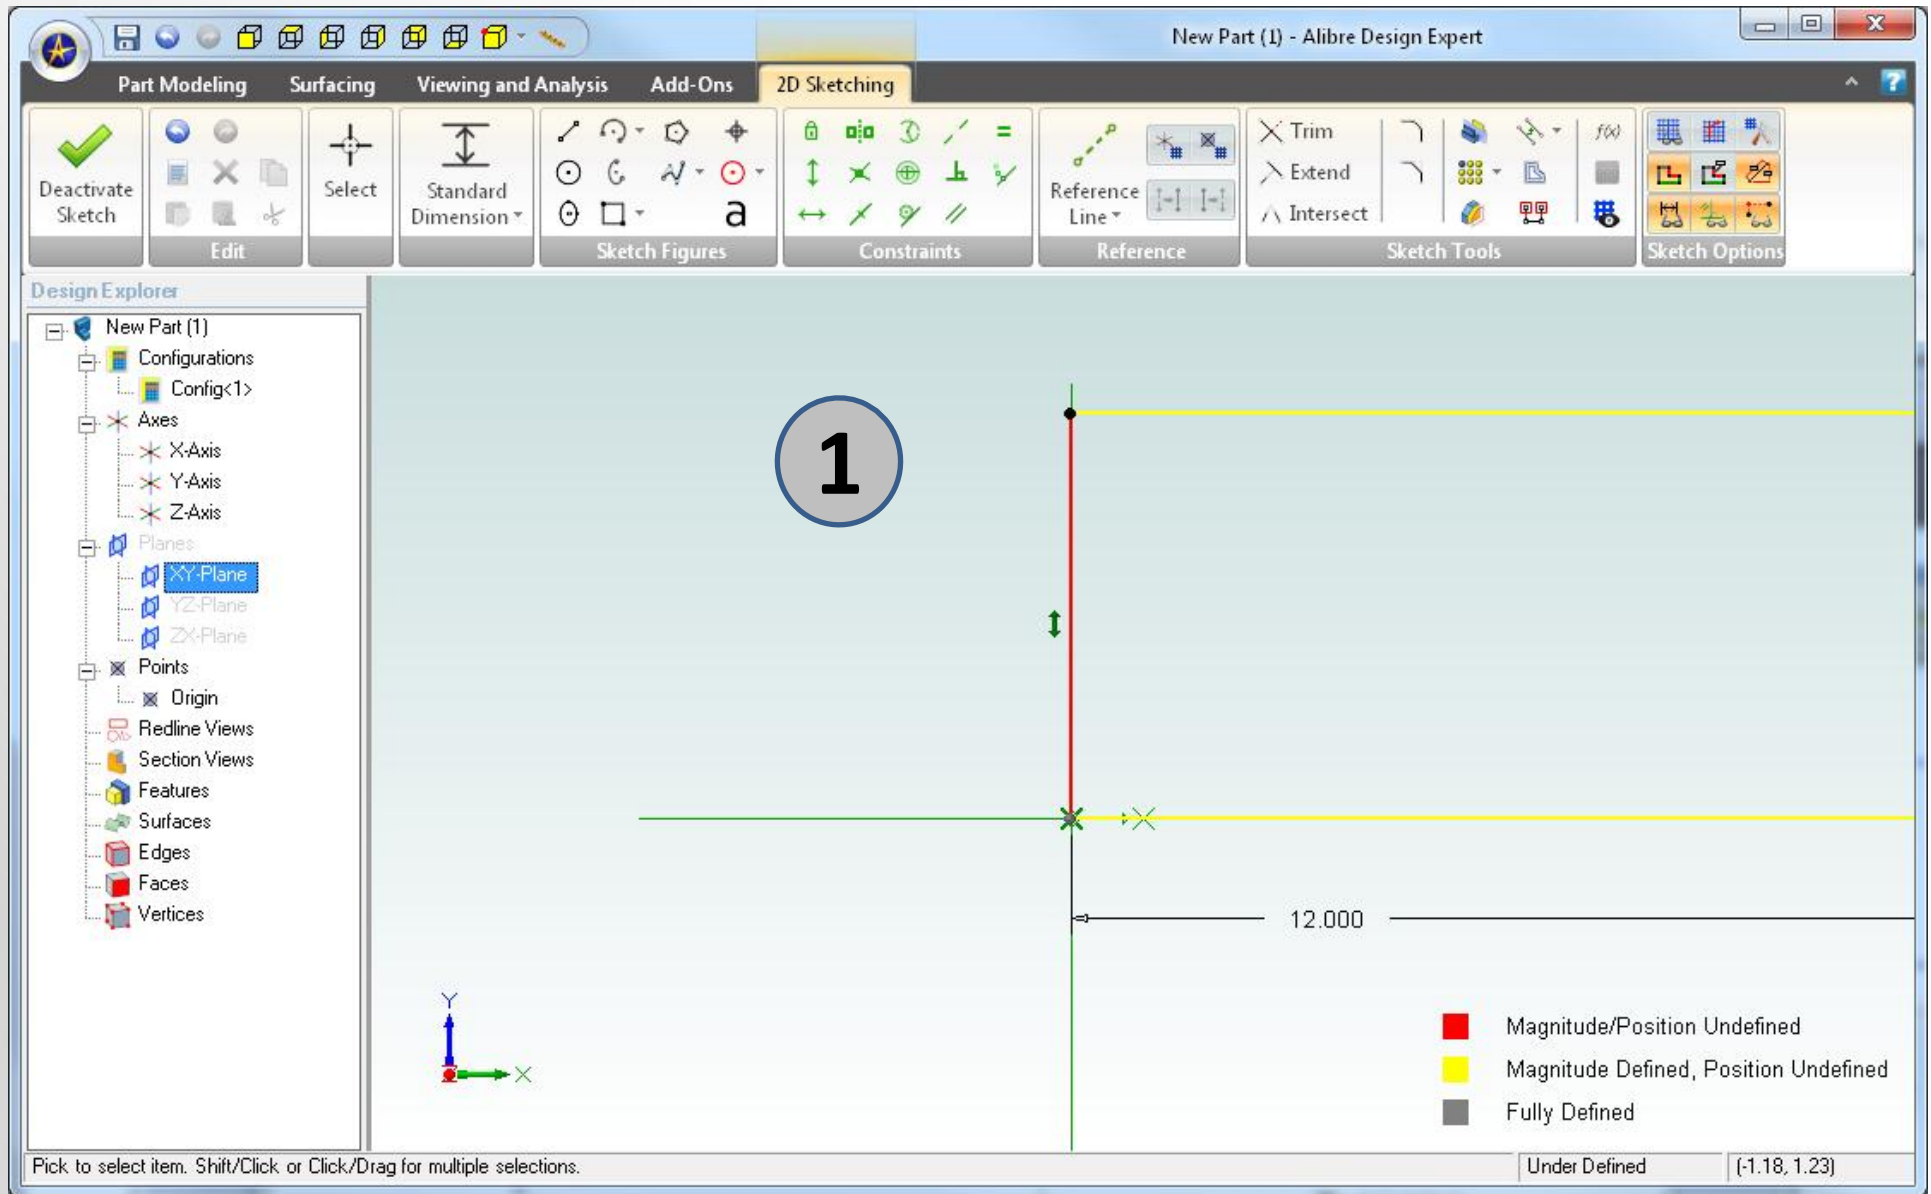 New Part (1) - Alibre Design Expert
X
Part Modeling Surfacing Viewing and Analysis Add-Ons 2D Sketching
?
Deactivate
Sketch
Edit
Select
Standard
Dimension
a
Sketch Figures
Constraints
Reference
Line
Reference
Trim
Extend
Intersect
f(x)
Sketch Tools
Sketch Options
Design Explorer
New Part (1)
Configurations
Config<1>
Axes
X-Axis
Y-Axis
Z-Axis
Planes
XY-Plane
YZ-Plane
ZX-Plane
Points
Origin
Redline Views
Section Views
Features
Surfaces
Edges
Faces
Vertices
1
X
12.000
Y
X
Magnitude/Position Undefined
Magnitude Defined, Position Undefined
Fully Defined
Pick to select item. Shift/Click or Click/Drag for multiple selections.
Under Defined
(-1.18, 1.23)